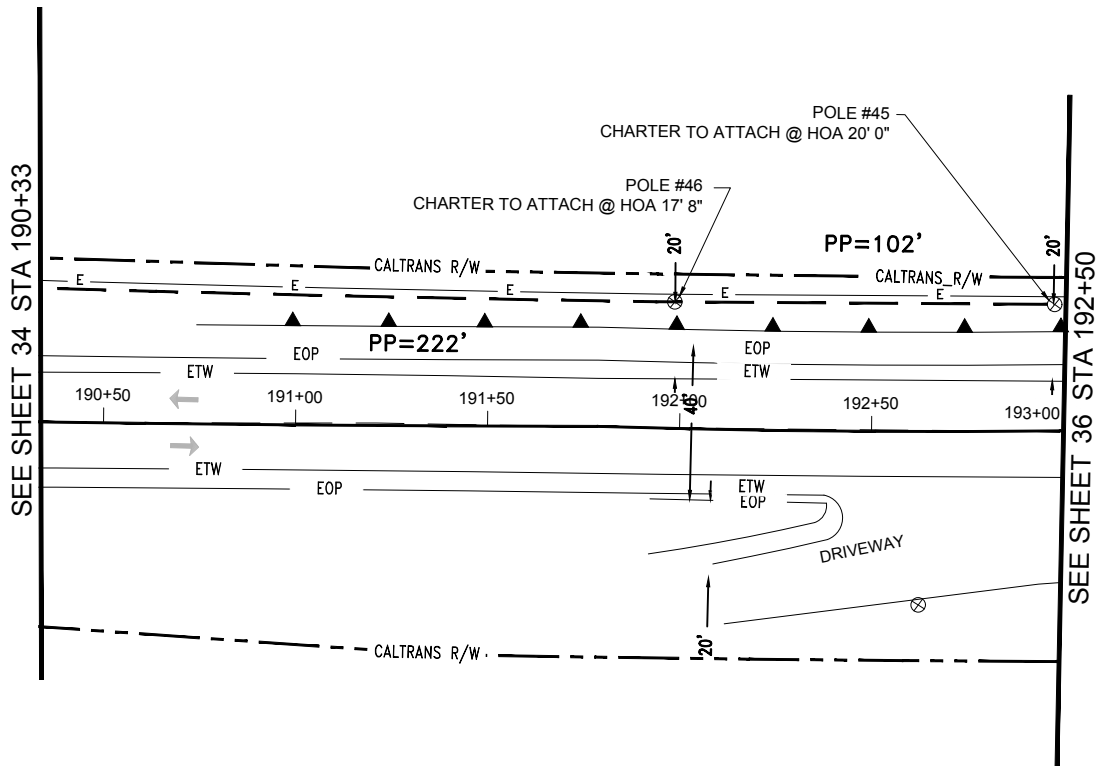 POLE #45
CHARTER TO ATTACH @ HOA 20' 0"
POLE #46
CHARTER TO ATTACH @ HOA 17' 8"
SEE SHEET 34 STA 190+33
SEE SHEET 36 STA 192+50
20'
PP=102'
20'
CALTRANS R/W
CALTRANS R/W
E
E
E
E
E
EOP
PP=222'
EOP
ETW
ETW
190+50
191+00
191+50
192+00
192+50
193+00
40'
ETW
EOP
ETW
EOP
DRIVEWAY
20'
CALTRANS R/W